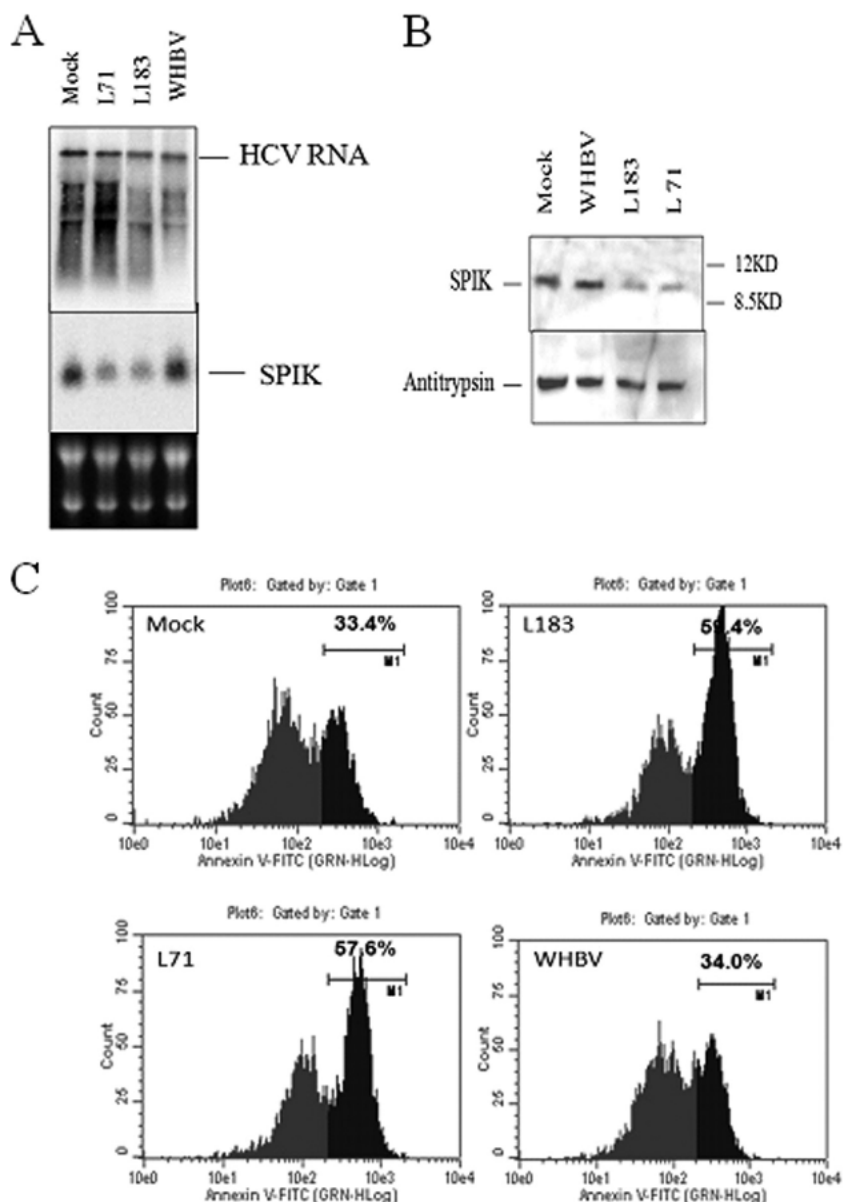 A
Mock L71 L183 WHBV
HCV RNA
SPIK
B
Mock WHBV L183 L71
SPIK
12KD
8.5KD
Antitrypsin
C
Plot6: Gated by: Gate 1
Mock
33.4%
M1
Count
100
75
50
25
0
10e0 10e1 10e2 10e3 10e4
Annexin V-FITC (GRN-HLog)
Plot6: Gated by: Gate 1
L183
59.4%
M1
Count
100
75
50
25
0
10e0 10e1 10e2 10e3 10e4
Annexin V-FITC (GRN-HLog)
Plot6: Gated by: Gate 1
L71
57.6%
M1
Count
100
75
50
25
0
10e0 10e1 10e2 10e3 10e4
Annexin V-FITC (GRN-HLog)
Plot6: Gated by: Gate 1
WHBV
34.0%
M1
Count
100
75
50
25
0
10e0 10e1 10e2 10e3 10e4
Annexin V-FITC (GRN-HLog)